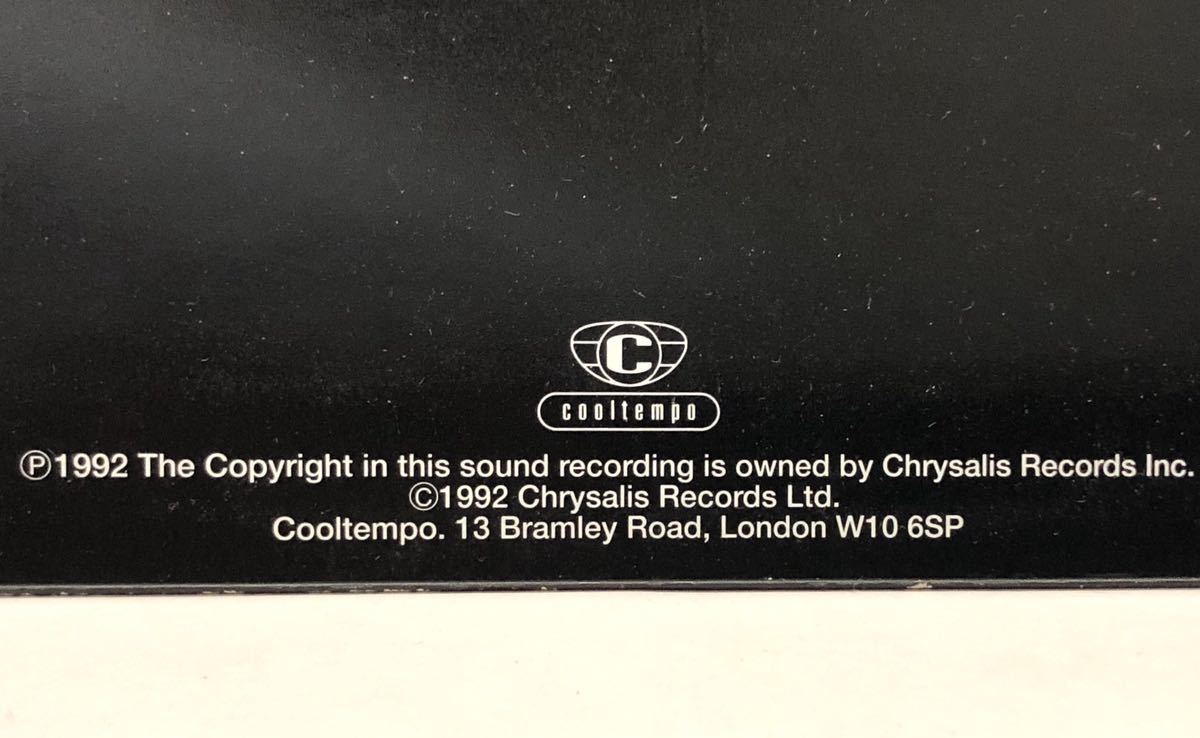 C
cooltempo
℗1992 The Copyright in this sound recording is owned by Chrysalis Records Inc.
©1992 Chrysalis Records Ltd.
Cooltempo. 13 Bramley Road, London W10 6SP